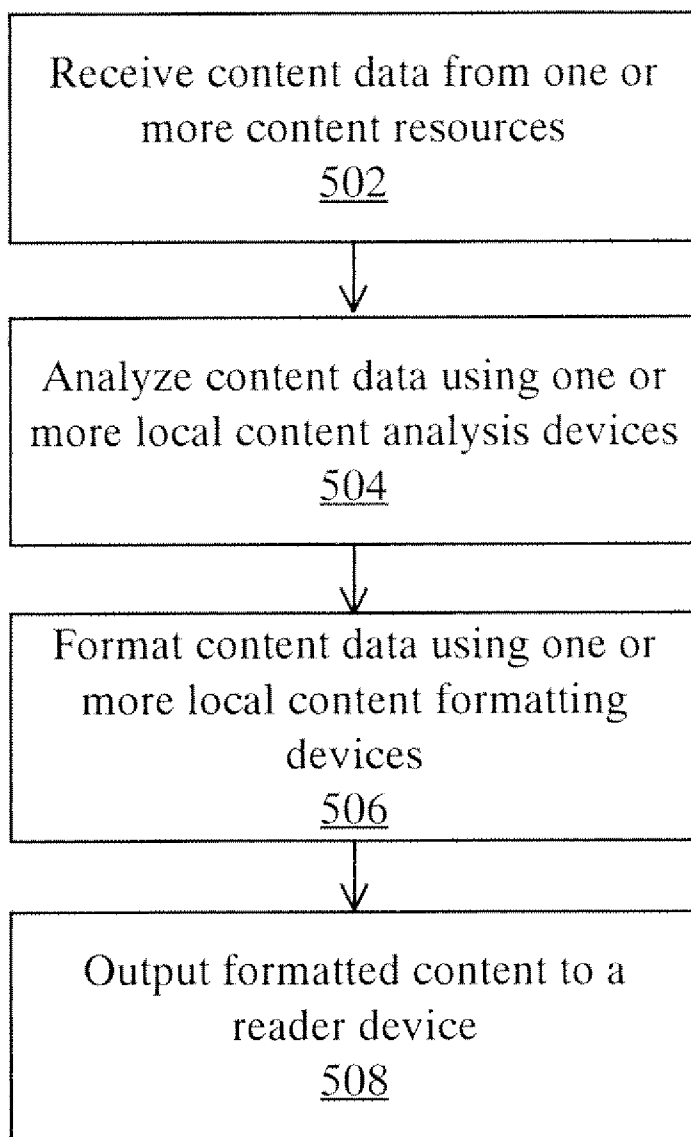 Receive content data from one or
more content resources
502
Analyze content data using one or
more local content analysis devices
504
Format content data using one or
more local content formatting
devices
506
Output formatted content to a
reader device
508